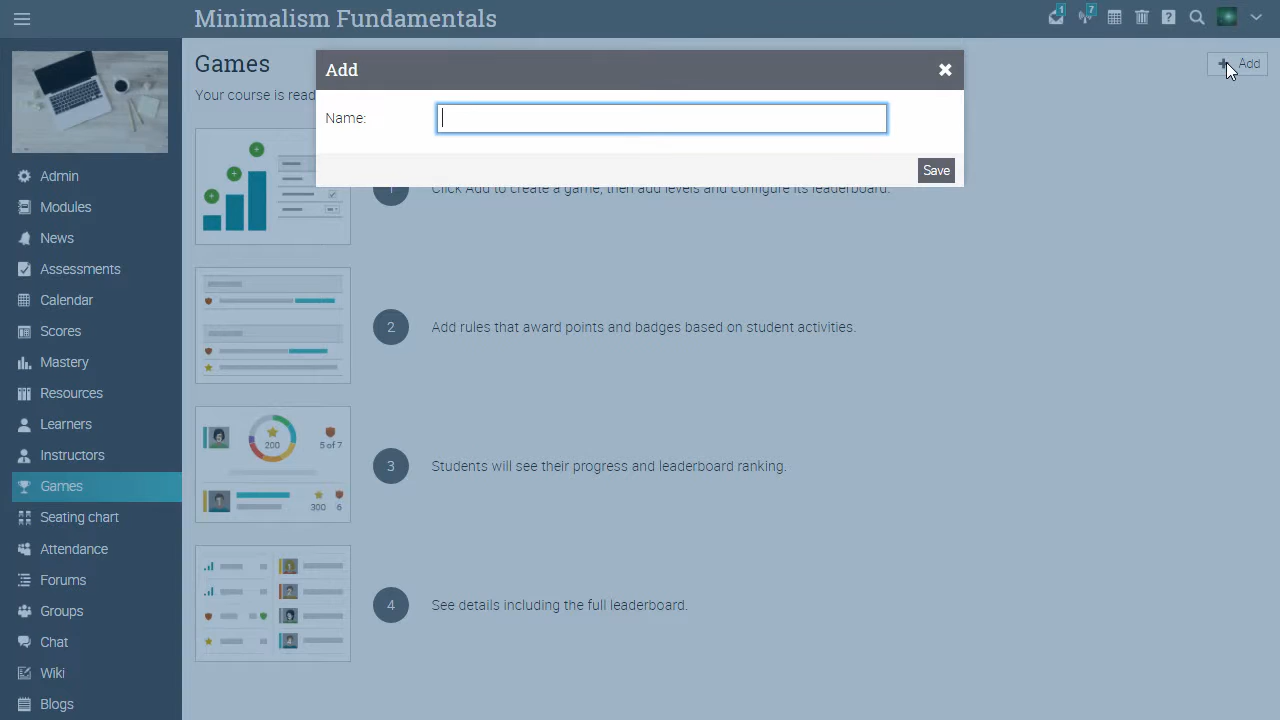 Minimalism Fundamentals
1
7
Games
Add
Add
Your course is read
Name:
Save
1
Click Add to create a game, then add levels and configure its leaderboard.
2
Add rules that award points and badges based on student activities.
200
5 of 7
300
6
3
Students will see their progress and leaderboard ranking.
4
See details including the full leaderboard.
Admin
Modules
News
Assessments
Calendar
Scores
Mastery
Resources
Learners
Instructors
Games
Seating chart
Attendance
Forums
Groups
Chat
Wiki
Blogs